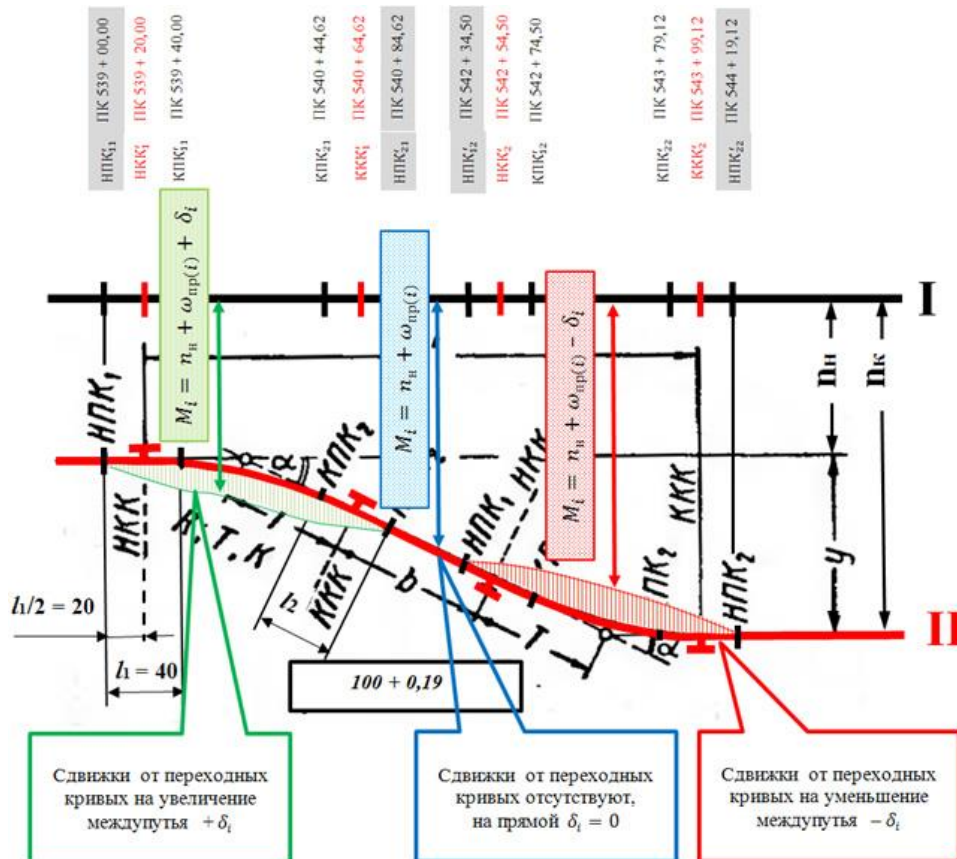 ПК 539 + 00,00
ПК 539 + 20,00
ПК 539 + 40,00
ПК 540 + 44,62
ПК 540 + 64,62
ПК 540 + 84,62
ПК 542 + 34,50
ПК 542 + 54,50
ПК 542 + 74,50
ПК 543 + 79,12
ПК 543 + 99,12
ПК 544 + 19,12
НПК′₁₁
НКК′₁
КПК′₁₁
КПК′₂₁
ККК′₁
НПК′₂₁
НПК′₁₂
НКК′₂
КПК′₁₂
КПК′₂₂
ККК′₂
НПК′₂₂
Mᵢ = nн + ωпр(i) + δᵢ
Mᵢ = nн + ωпр(i)
Mᵢ = nн + ωпр(i) − δᵢ
I
nн
nк
НПК₁
α
КПК₂
НПК₁
НКК
ККК
НКК
К, Т, К
l₂
ККК
b
Т
α
ПК₂
НПК₂
y
II
l₁/2 = 20
l₁ = 40
100 + 0,19
Сдвижки от переходных
кривых на увеличение
междупутья + δᵢ
Сдвижки от переходных
кривых отсутствуют,
на прямой δᵢ = 0
Сдвижки от переходных
кривых на уменьшение
междупутья − δᵢ